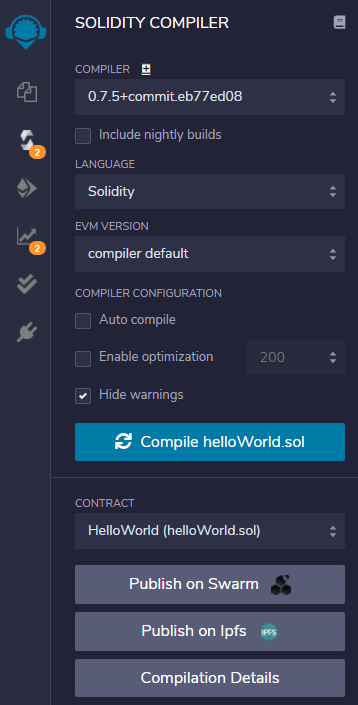 SOLIDITY COMPILER
COMPILER
0.7.5+commit.eb77ed08
Include nightly builds
LANGUAGE
Solidity
EVM VERSION
compiler default
COMPILER CONFIGURATION
Auto compile
Enable optimization 200
Hide warnings
Compile helloWorld.sol
CONTRACT
HelloWorld (helloWorld.sol)
Publish on Swarm
Publish on Ipfs IPFS
Compilation Details
2
2